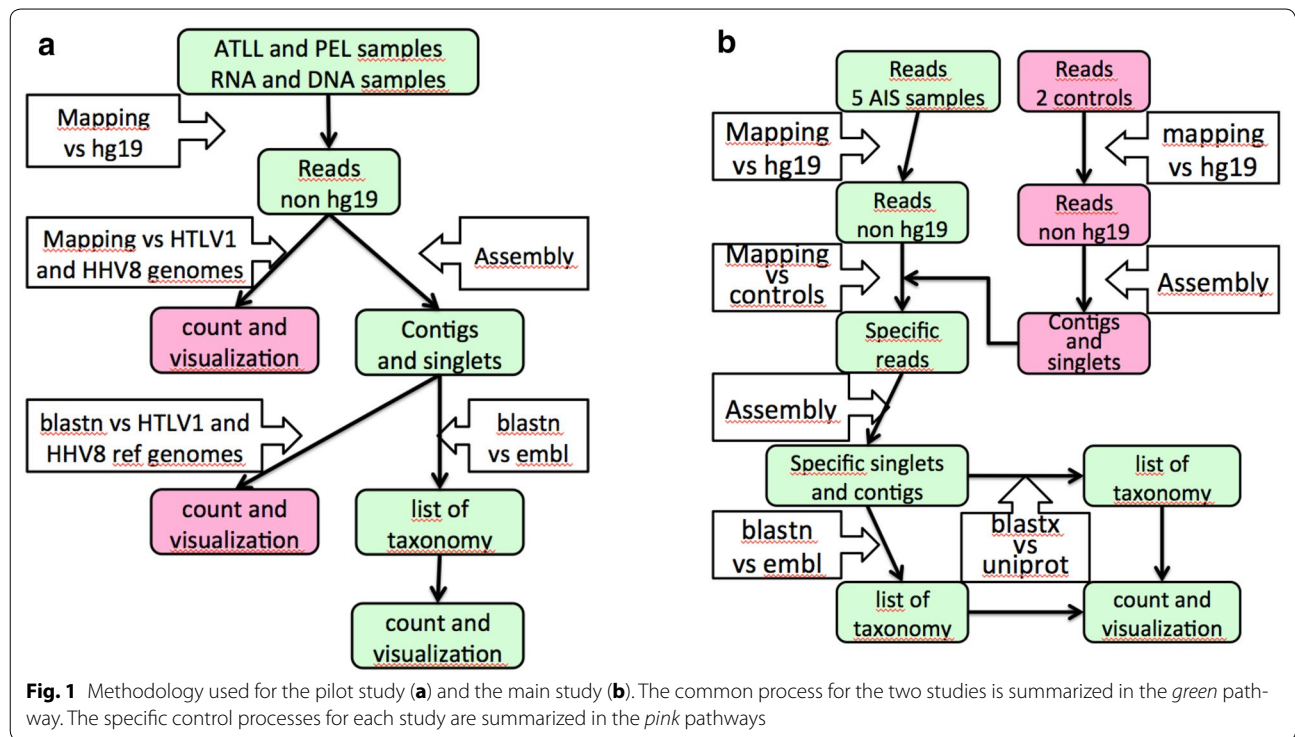 a
ATLL and PEL samples
RNA and DNA samples
Mapping
vs hg19
Reads
non hg19
Mapping vs HTLV1
and HHV8 genomes
Assembly
count and
visualization
Contigs
and singlets
blastn vs HTLV1 and
HHV8 ref genomes
blastn
vs embl
count and
visualization
list of
taxonomy
count and
visualization
b
Reads
5 AIS samples
Reads
2 controls
Mapping
vs hg19
mapping
vs hg19
Reads
non hg19
Reads
non hg19
Mapping
vs
controls
Assembly
Specific
reads
Contigs
and
singlets
Assembly
Specific singlets
and contigs
list of
taxonomy
blastn
vs embl
blastx
vs
uniprot
list of
taxonomy
count and
visualization
Fig. 1 Methodology used for the pilot study (a) and the main study (b). The common process for the two studies is summarized in the green path-
way. The specific control processes for each study are summarized in the pink pathways